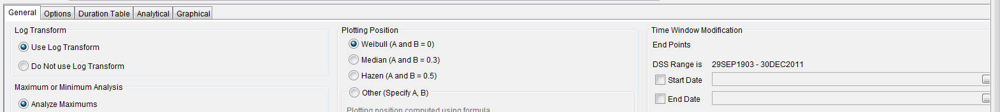 General Options Duration Table Analytical Graphical
Log Transform
Use Log Transform
Do Not use Log Transform
Maximum or Minimum Analysis
Analyze Maximums
Plotting Position
Weibull (A and B = 0)
Median (A and B = 0.3)
Hazen (A and B = 0.5)
Other (Specify A, B)
Plotting position computed using formula
Time Window Modification
End Points
DSS Range is 29SEP1903 - 30DEC2011
Start Date ...
End Date ...